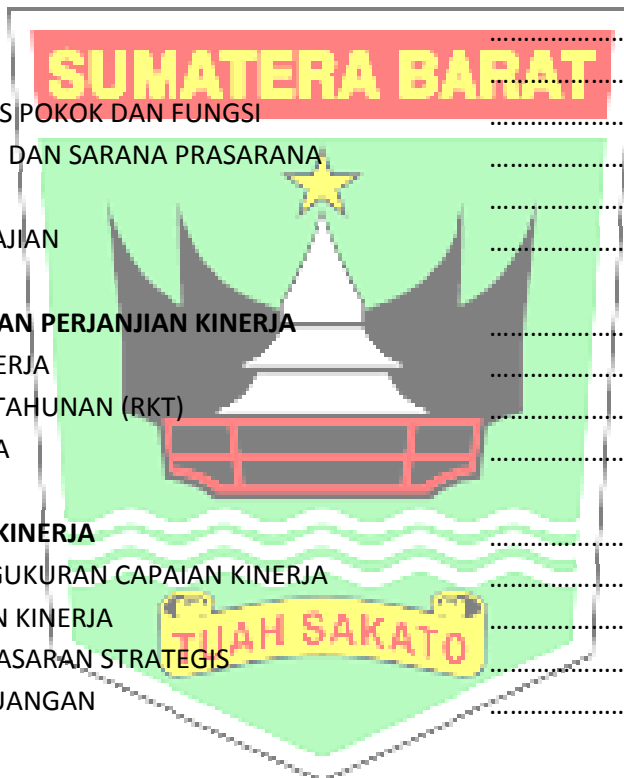 ................
SUMATERA BARAT ................
S POKOK DAN FUNGSI ................
DAN SARANA PRASARANA ................
................
AJIAN ................
AN PERJANJIAN KINERJA ................
ERJA ................
TAHUNAN (RKT) ................
A ................
KINERJA ................
GUKURAN CAPAIAN KINERJA ................
N KINERJA ................
TUAH SAKATO
ASARAN STRATEGIS ................
UANGAN ................